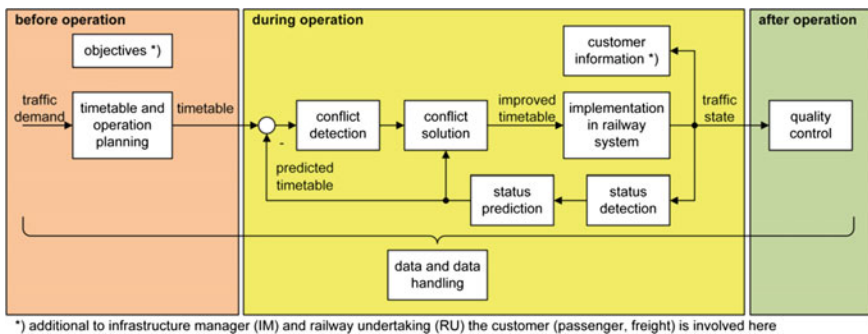 before operation
during operation
after operation
objectives *)
customer
information *)
traffic
demand
timetable and
operation
planning
timetable
conflict
detection
conflict
solution
improved
timetable
implementation
in railway
system
traffic
state
quality
control
-
predicted
timetable
status
prediction
status
detection
data and data
handling
*) additional to infrastructure manager (IM) and railway undertaking (RU) the customer (passenger, freight) is involved here